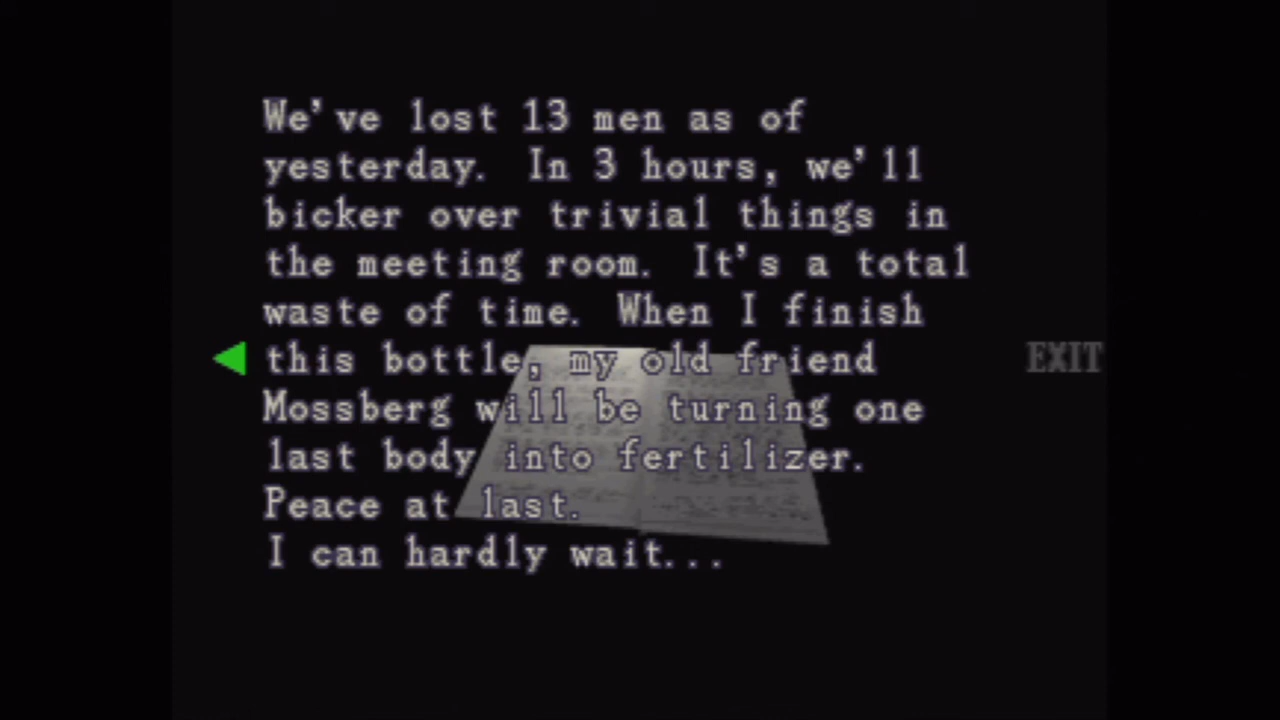 We've lost 13 men as of
yesterday. In 3 hours, we'll
bicker over trivial things in
the meeting room. It's a total
waste of time. When I finish
this bottle, my old friend
Mossberg will be turning one
last body into fertilizer.
Peace at last.
I can hardly wait...
EXIT